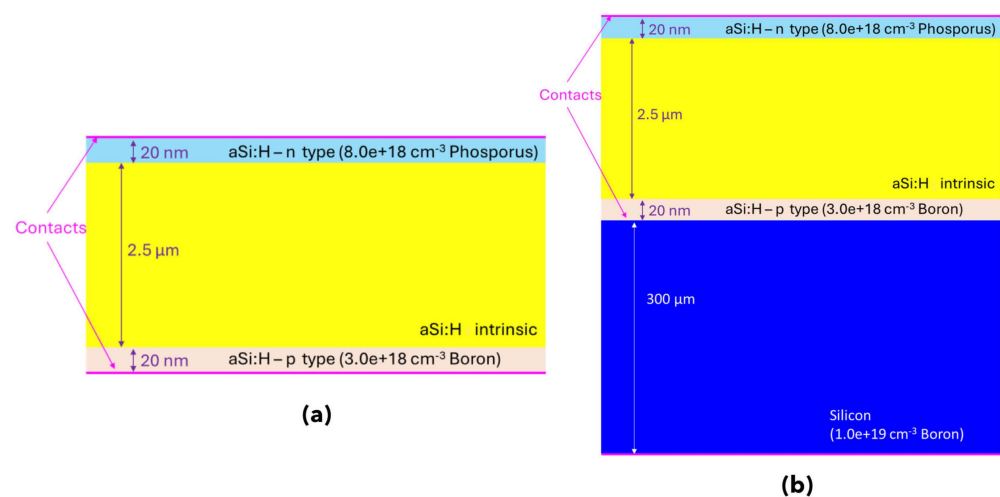 20 nm aSi:H – n type (8.0e+18 cm⁻³ Phosporus)
Contacts
2.5 µm
aSi:H intrinsic
20 nm aSi:H – p type (3.0e+18 cm⁻³ Boron)
(a)
20 nm aSi:H – n type (8.0e+18 cm⁻³ Phosporus)
Contacts
2.5 µm
aSi:H intrinsic
20 nm aSi:H – p type (3.0e+18 cm⁻³ Boron)
300 µm
Silicon
(1.0e+19 cm⁻³ Boron)
(b)